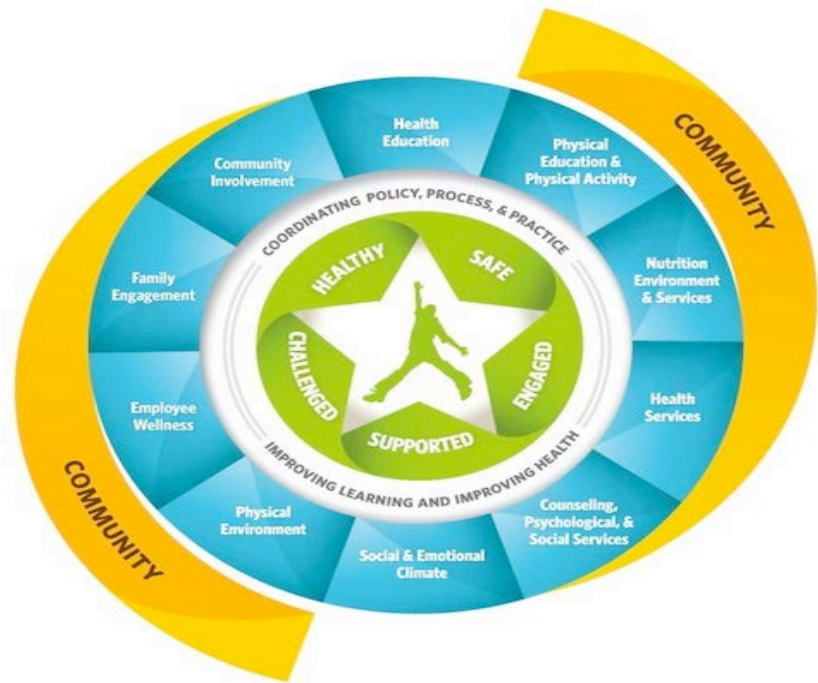 COMMUNITY
Health
Education
Physical
Education &
Physical Activity
Nutrition
Environment
& Services
Health
Services
Counseling,
Psychological, &
Social Services
Social & Emotional
Climate
Physical
Environment
Employee
Wellness
Family
Engagement
Community
Involvement
COORDINATING POLICY, PROCESS, & PRACTICE
IMPROVING LEARNING AND IMPROVING HEALTH
HEALTHY
SAFE
ENGAGED
SUPPORTED
CHALLENGED
COMMUNITY